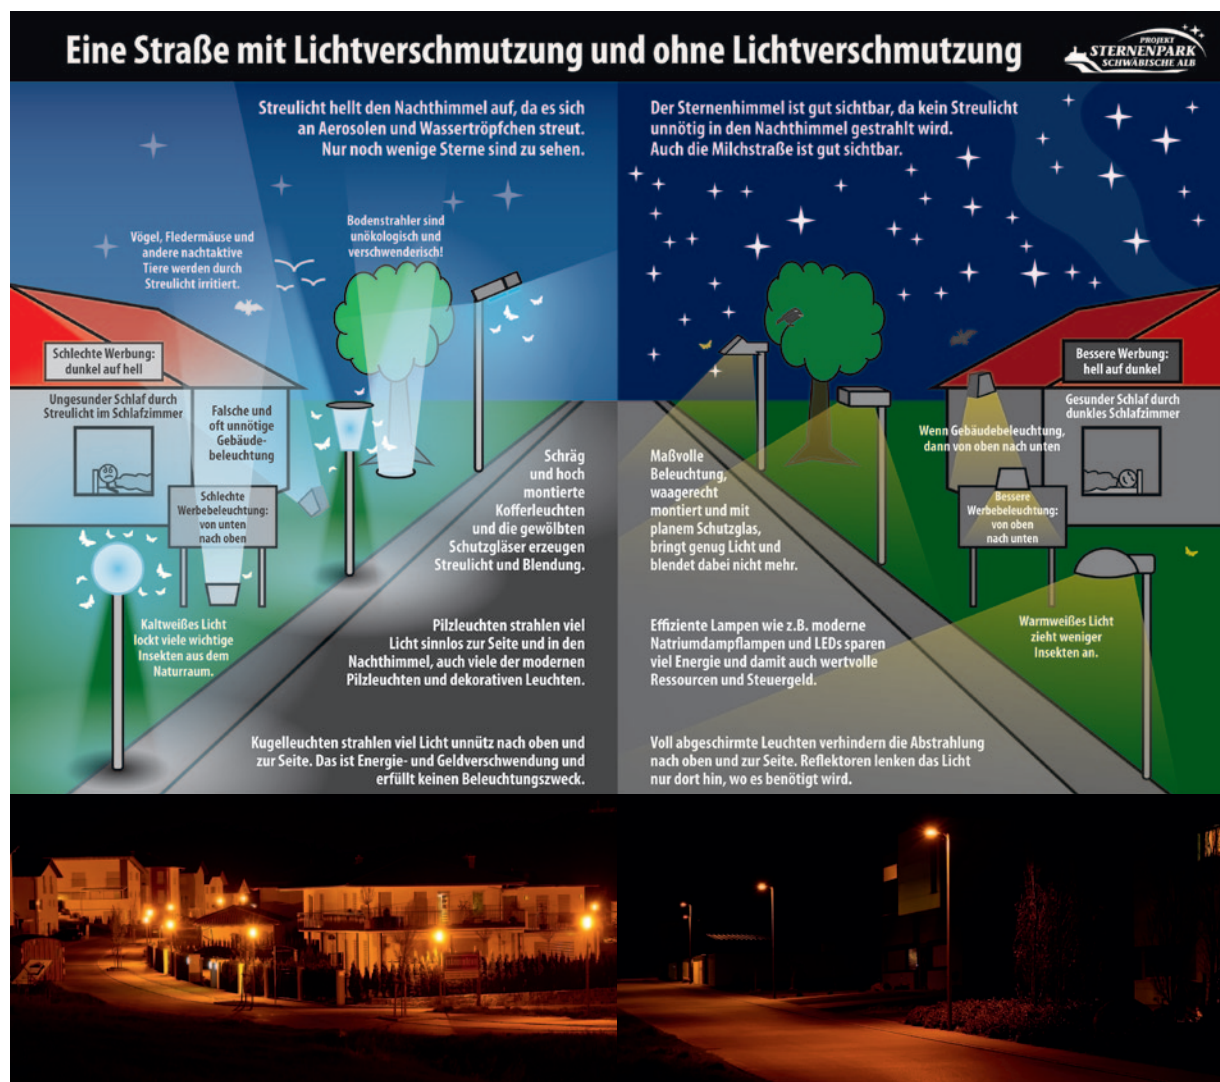 Eine Straße mit Lichtverschmutzung und ohne Lichtverschmutzung
PROJEKT
STERNENPARK
SCHWÄBISCHE ALB
Streulicht hellt den Nachthimmel auf, da es sich
an Aerosolen und Wassertröpfchen streut.
Nur noch wenige Sterne sind zu sehen.
Bodenstrahler sind
unökologisch und
verschwenderisch!
Vögel, Fledermäuse und
andere nachtaktive
Tiere werden durch
Streulicht irritiert.
Schlechte Werbung:
dunkel auf hell
Ungesunder Schlaf durch
Streulicht im Schlafzimmer
Falsche und
oft unnötige
Gebäude-
beleuchtung
Schlechte
Werbebeleuchtung:
von unten
nach oben
Schräg
und hoch
montierte
Kofferleuchten
und die gewölbten
Schutzgläser erzeugen
Streulicht und Blendung.
Kaltweißes Licht
lockt viele wichtige
Insekten aus dem
Naturraum.
Pilzleuchten strahlen viel
Licht sinnlos zur Seite und in den
Nachthimmel, auch viele der modernen
Pilzleuchten und dekorativen Leuchten.
Kugelleuchten strahlen viel Licht unnütz nach oben und
zur Seite. Das ist Energie- und Geldverschwendung und
erfüllt keinen Beleuchtungszweck.
Der Sternenhimmel ist gut sichtbar, da kein Streulicht
unnötig in den Nachthimmel gestrahlt wird.
Auch die Milchstraße ist gut sichtbar.
Bessere Werbung:
hell auf dunkel
Gesunder Schlaf durch
dunkles Schlafzimmer
Wenn Gebäudebeleuchtung,
dann von oben nach unten
Bessere
Werbebeleuchtung:
von oben
nach unten
Maßvolle
Beleuchtung,
waagerecht
montiert und mit
planem Schutzglas,
bringt genug Licht und
blendet dabei nicht mehr.
Warmweißes Licht
zieht weniger
Insekten an.
Effiziente Lampen wie z.B. moderne
Natriumdampflampen und LEDs sparen
viel Energie und damit auch wertvolle
Ressourcen und Steuergeld.
Voll abgeschirmte Leuchten verhindern die Abstrahlung
nach oben und zur Seite. Reflektoren lenken das Licht
nur dort hin, wo es benötigt wird.